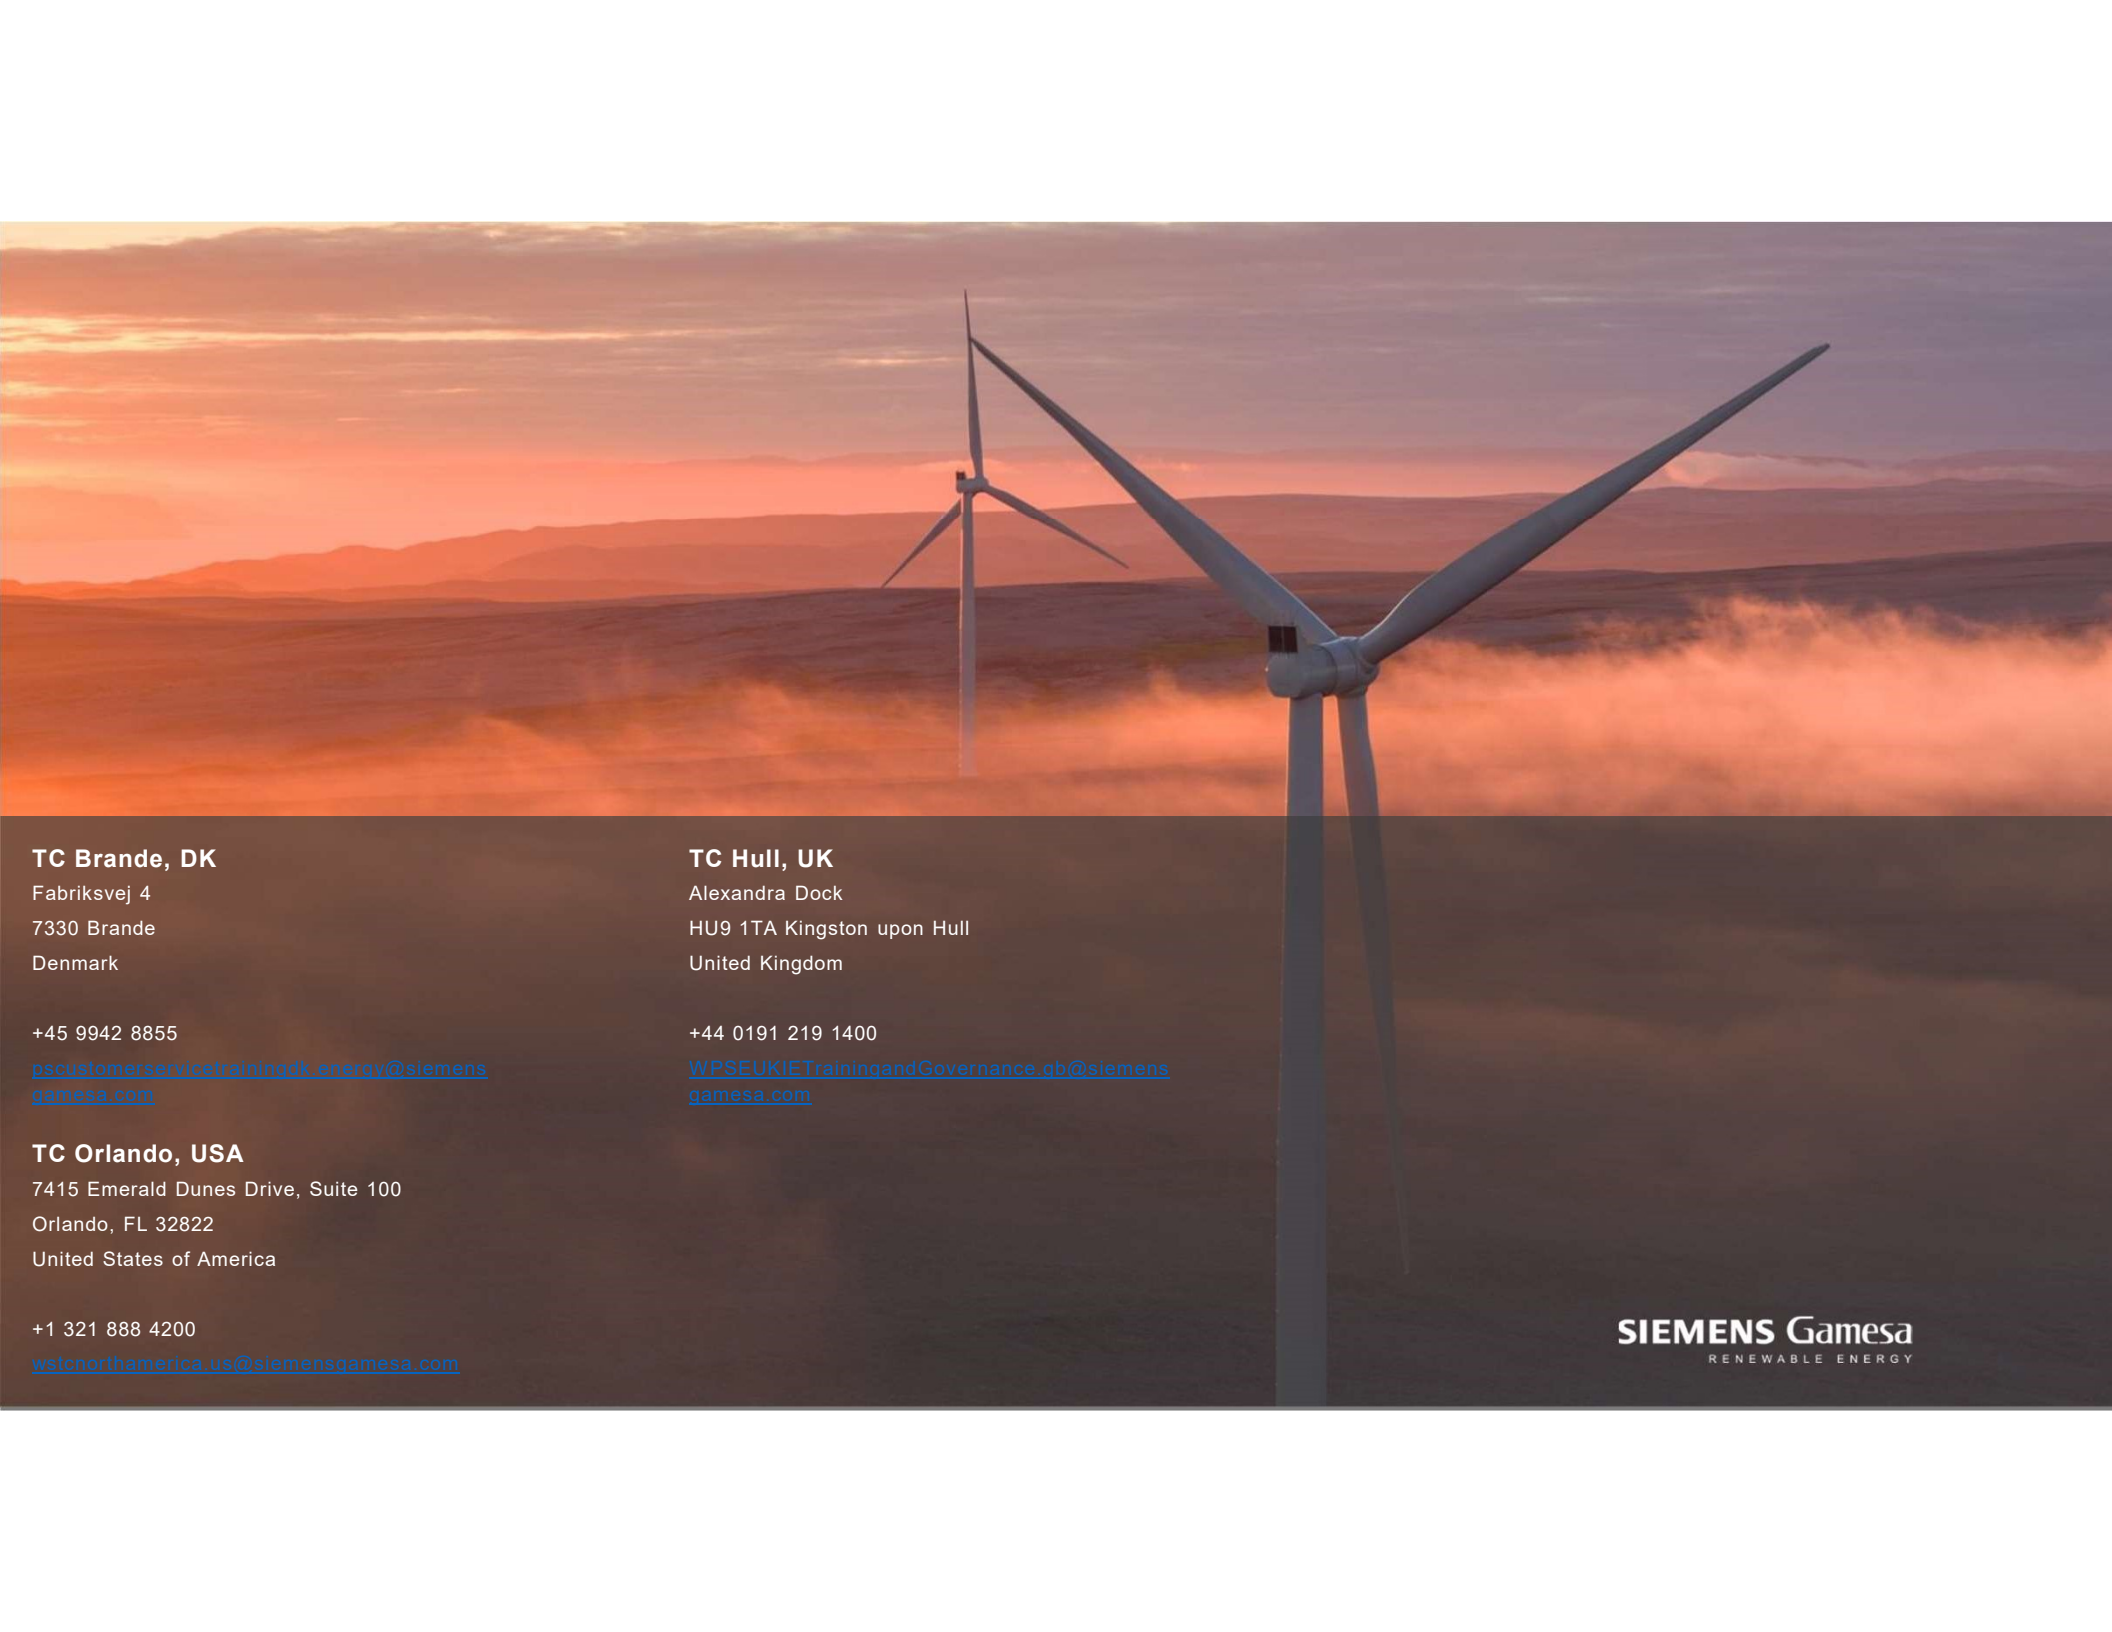 TC Brande, DK
Fabriksvej 4
7330 Brande
Denmark
+45 9942 8855
pscustomerservicetrainingdk.energy@siemens
gamesa.com
TC Orlando, USA
7415 Emerald Dunes Drive, Suite 100
Orlando, FL 32822
United States of America
+1 321 888 4200
wstcnorthamerica.us@siemensgamesa.com
TC Hull, UK
Alexandra Dock
HU9 1TA Kingston upon Hull
United Kingdom
+44 0191 219 1400
WPSEUKIETrainingandGovernance.gb@siemens
gamesa.com
SIEMENS Gamesa
RENEWABLE ENERGY